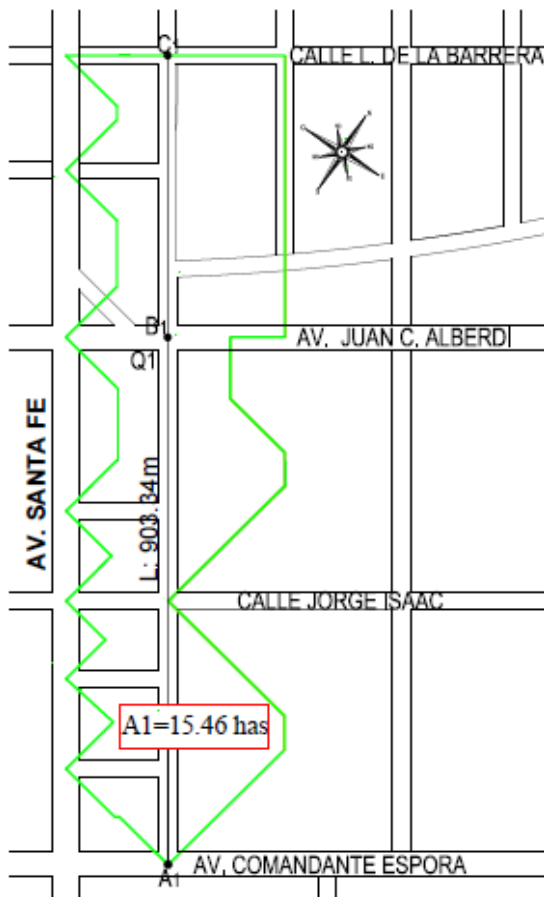 C1
CALLE L. DE LA BARRERA
B1
Q1
AV. JUAN C. ALBERDI
AV. SANTA FE
L: 903.34m
CALLE JORGE ISAAC
A1=15.46 has
A1
AV, COMANDANTE ESPORA